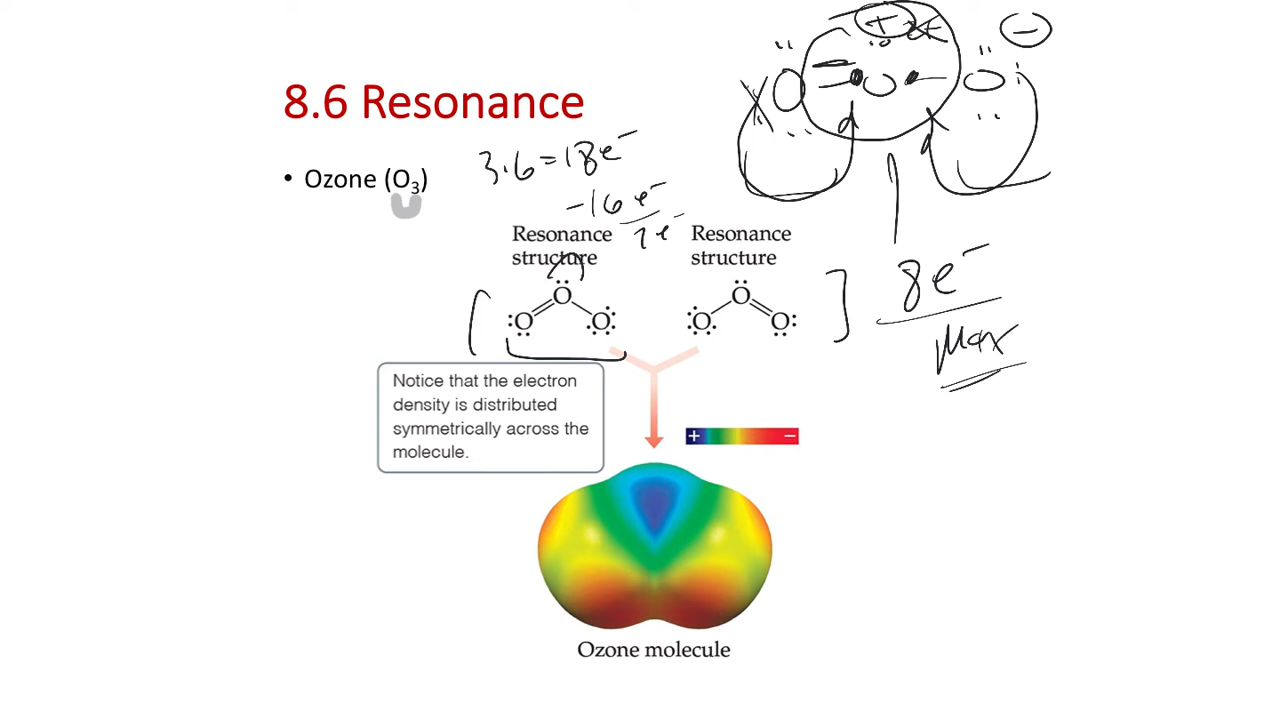 8.6 Resonance
• Ozone (O₃)
3·6=18e⁻
-16e⁻
2e⁻
Resonance structure
Resonance structure
O
O
O
O
O
O
+
O
O
O
−
8e⁻
Max
Notice that the electron
density is distributed
symmetrically across the
molecule.
+ −
Ozone molecule